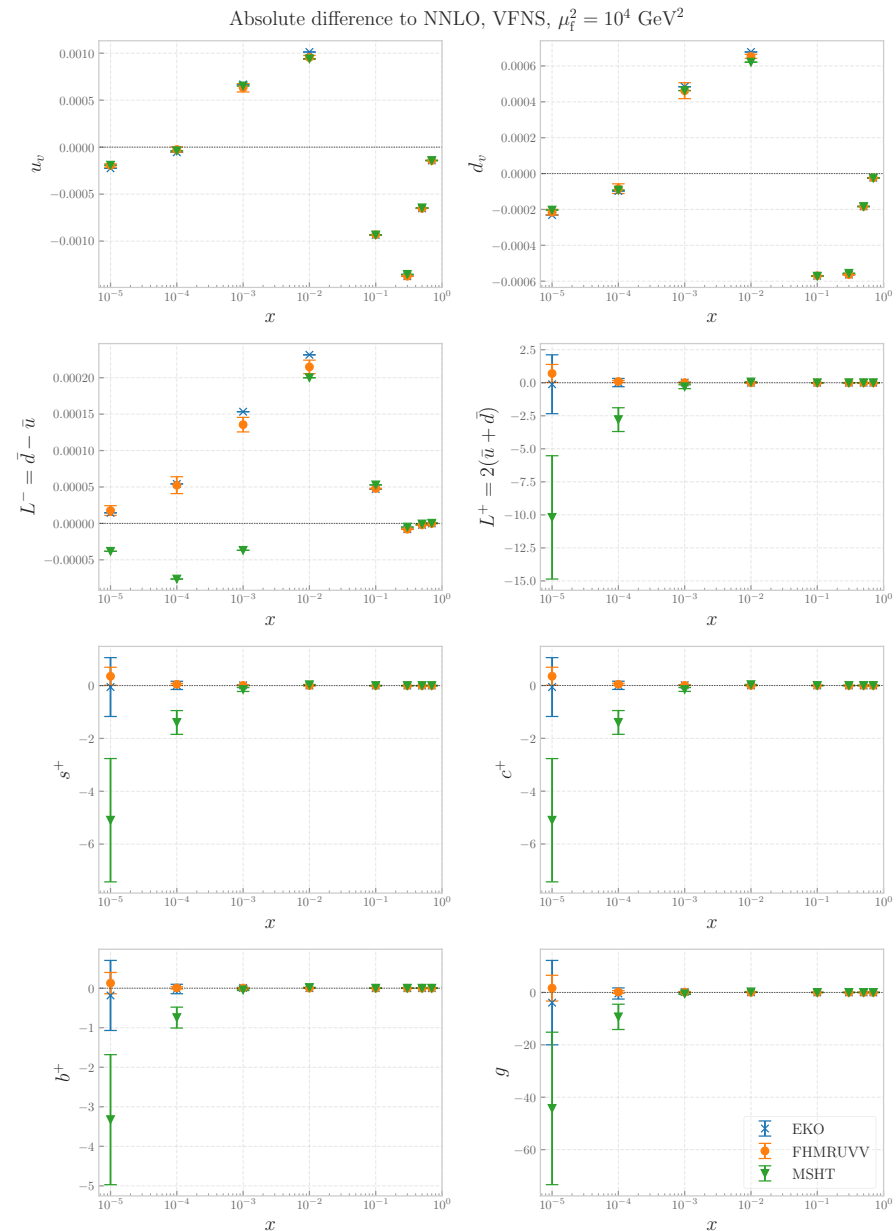 Absolute difference to NNLO, VFNS, μ_f^2 = 10^4 GeV^2
0.0010
0.0005
0.0000
−0.0005
−0.0010
u_v
10^−5 10^−4 10^−3 10^−2 10^−1 10^0
x
0.0006
0.0004
0.0002
0.0000
−0.0002
−0.0004
−0.0006
d_v
10^−5 10^−4 10^−3 10^−2 10^−1 10^0
x
0.00020
0.00015
0.00010
0.00005
0.00000
−0.00005
L^− = d̄ − ū
10^−5 10^−4 10^−3 10^−2 10^−1 10^0
x
2.5
0.0
−2.5
−5.0
−7.5
−10.0
−12.5
−15.0
L^+ = 2(ū + d̄)
10^−5 10^−4 10^−3 10^−2 10^−1 10^0
x
0
−2
−4
−6
s^+
10^−5 10^−4 10^−3 10^−2 10^−1 10^0
x
0
−2
−4
−6
c^+
10^−5 10^−4 10^−3 10^−2 10^−1 10^0
x
0
−1
−2
−3
−4
−5
b^+
10^−5 10^−4 10^−3 10^−2 10^−1 10^0
x
0
−20
−40
−60
g
EKO
FHMRUVV
MSHT
10^−5 10^−4 10^−3 10^−2 10^−1 10^0
x